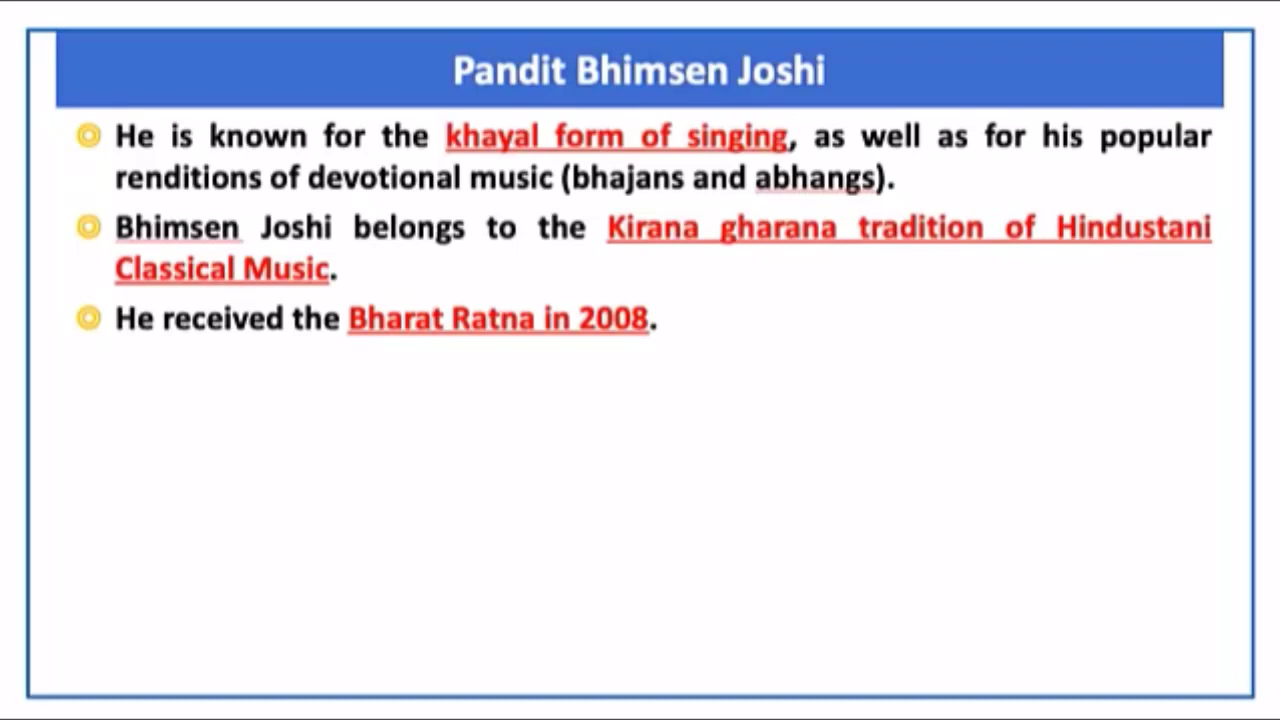 Pandit Bhimsen Joshi
He is known for the khayal form of singing, as well as for his popular
renditions of devotional music (bhajans and abhangs).
Bhimsen Joshi belongs to the Kirana gharana tradition of Hindustani
Classical Music.
He received the Bharat Ratna in 2008.